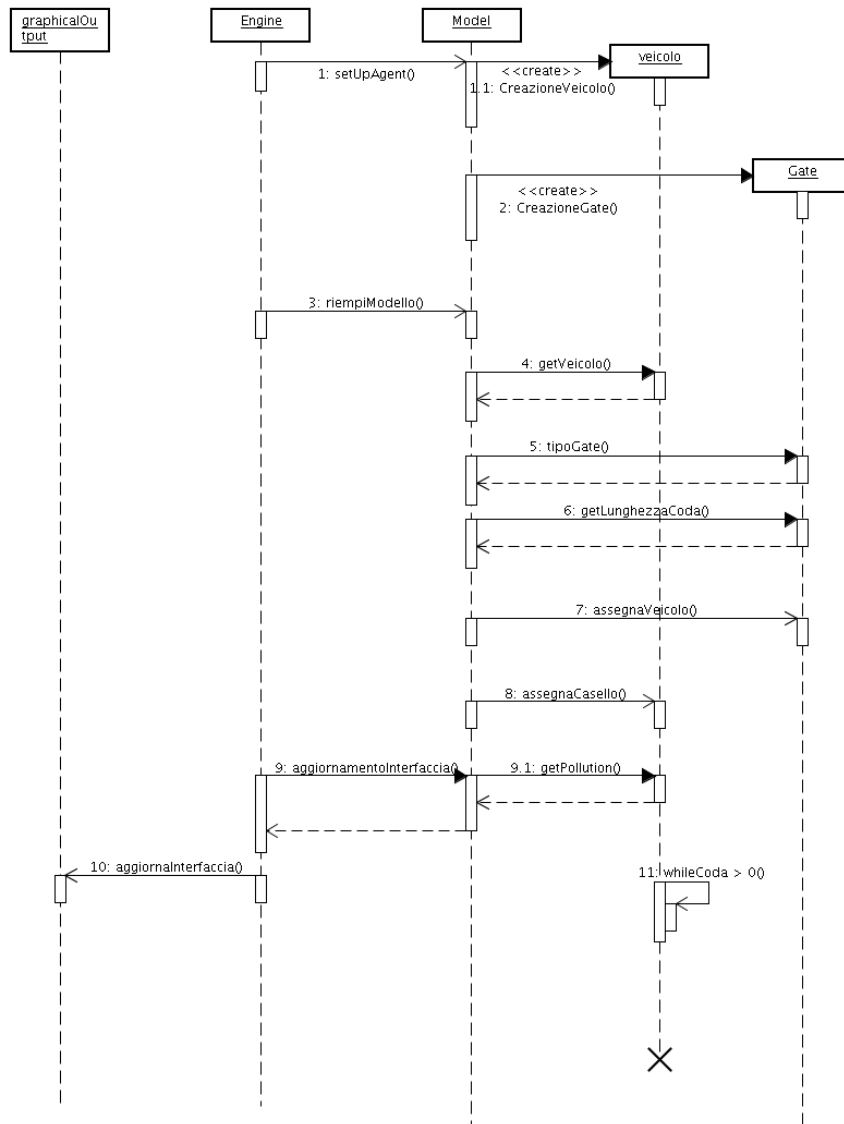 graphicalOu
tput
Engine
Model
veicolo
1: setUpAgent()
<<create>>
1.1: CreazioneVeicolo()
Gate
<<create>>
2: CreazioneGate()
3: riempiModello()
4: getVeicolo()
5: tipoGate()
6: getLunghezzaCoda()
7: assegnaVeicolo()
8: assegnaCasello()
9: aggiornamentoInterfaccia()
9.1: getPollution()
10: aggiornaInterfaccia()
11: whileCoda > 0()